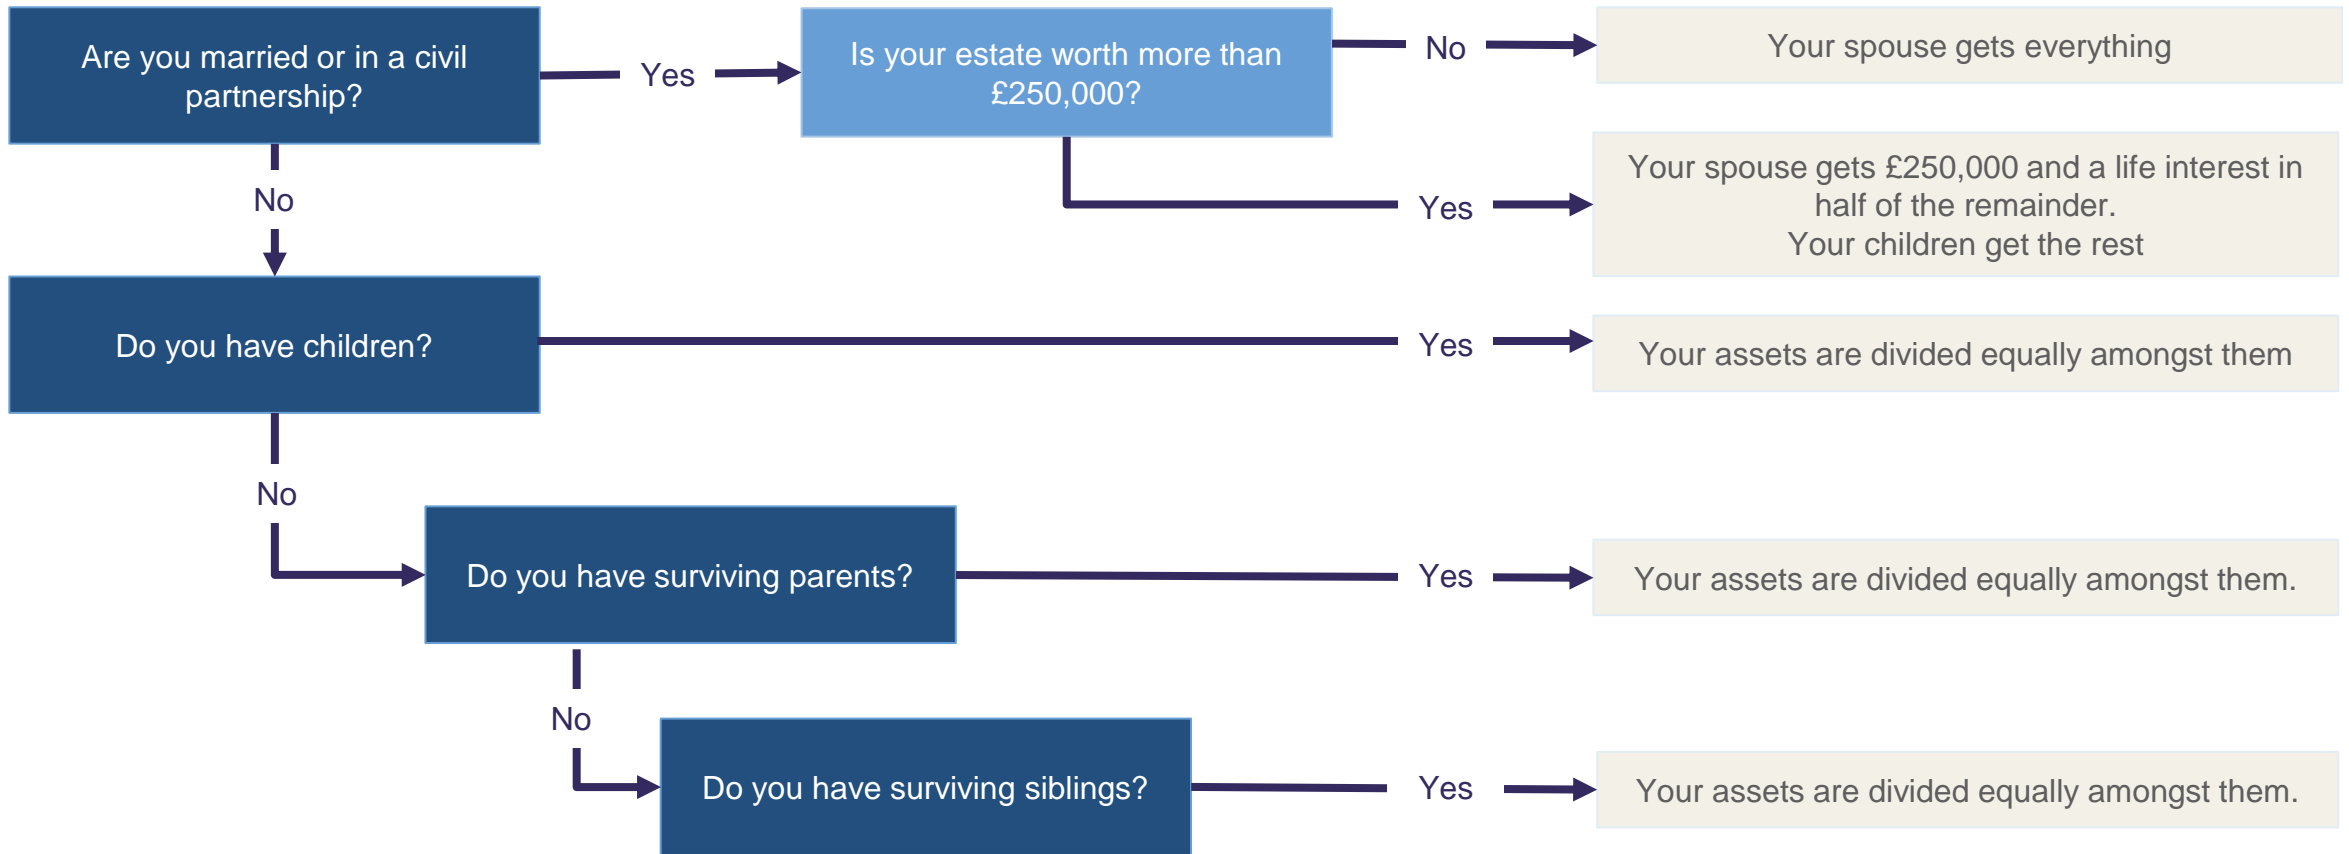 Are you married or in a civil
partnership?
Yes
Is your estate worth more than
£250,000?
No
Your spouse gets everything
Yes
Your spouse gets £250,000 and a life interest in
half of the remainder.
Your children get the rest
No
Do you have children?
Yes
Your assets are divided equally amongst them
No
Do you have surviving parents?
Yes
Your assets are divided equally amongst them.
No
Do you have surviving siblings?
Yes
Your assets are divided equally amongst them.